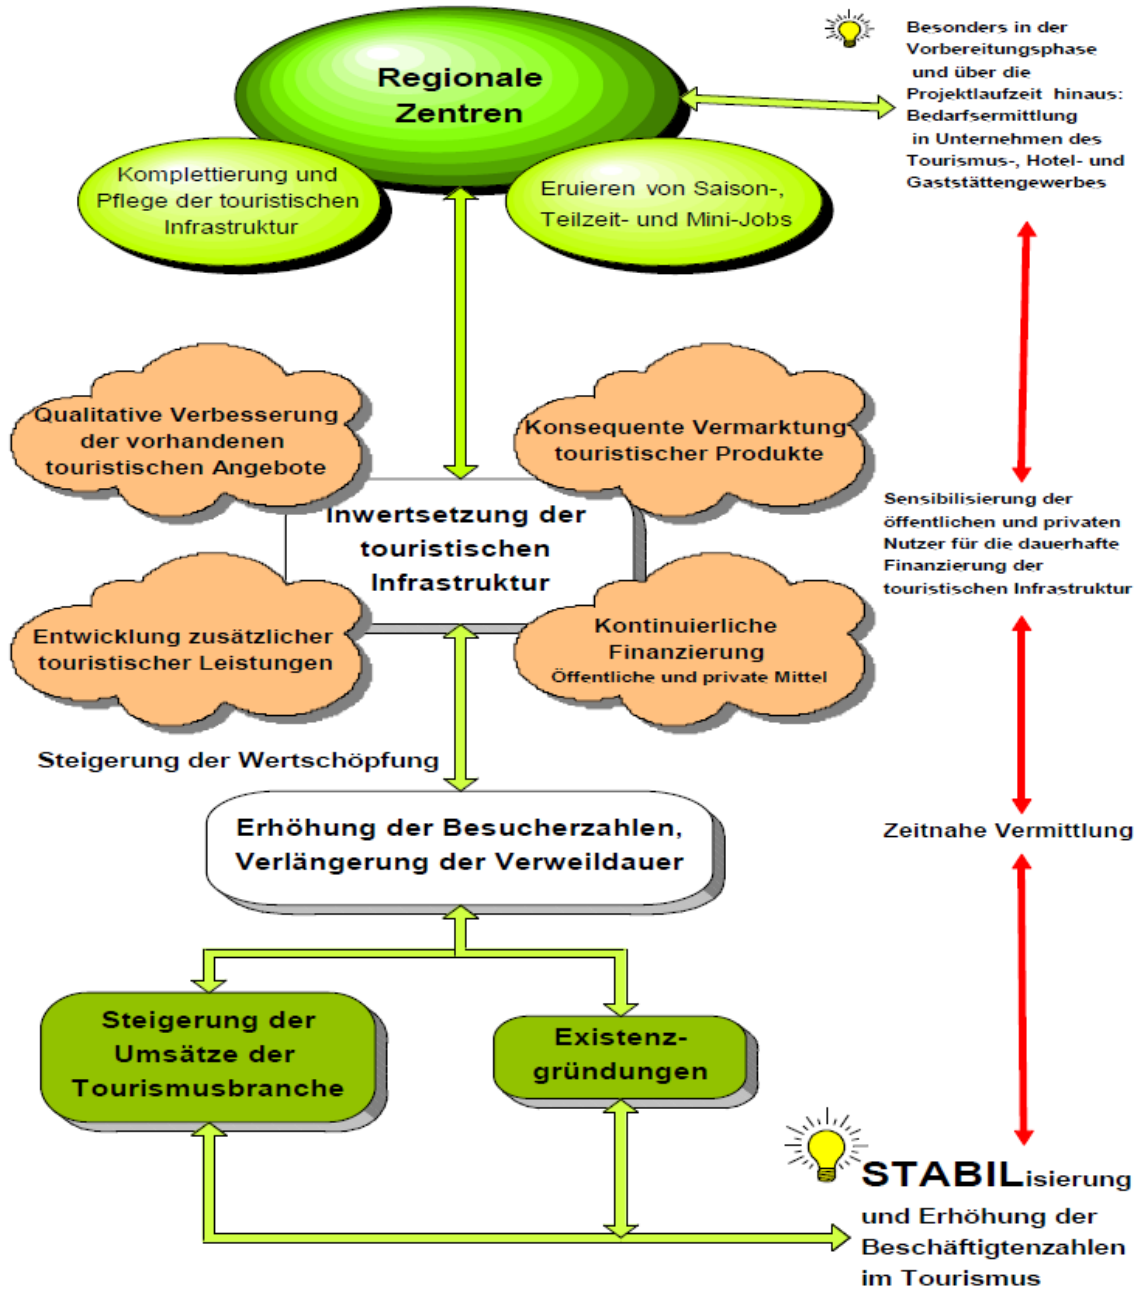 Regionale
Zentren
Komplettierung und
Pflege der touristischen
Infrastruktur
Eruieren von Saison-,
Teilzeit- und Mini-Jobs
Besonders in der
Vorbereitungsphase
und über die
Projektlaufzeit hinaus:
Bedarfsermittlung
in Unternehmen des
Tourismus-, Hotel- und
Gaststättengewerbes
Qualitative Verbesserung
der vorhandenen
touristischen Angebote
Konsequente Vermarktung
touristischer Produkte
Inwertsetzung der
touristischen
Infrastruktur
Sensibilisierung der
öffentlichen und privaten
Nutzer für die dauerhafte
Finanzierung der
touristischen Infrastruktur
Entwicklung zusätzlicher
touristischer Leistungen
Kontinuierliche
Finanzierung
Öffentliche und private Mittel
Steigerung der Wertschöpfung
Erhöhung der Besucherzahlen,
Verlängerung der Verweildauer
Zeitnahe Vermittlung
Steigerung der
Umsätze der
Tourismusbranche
Existenz-
gründungen
STABILisierung
und Erhöhung der
Beschäftigtenzahlen
im Tourismus